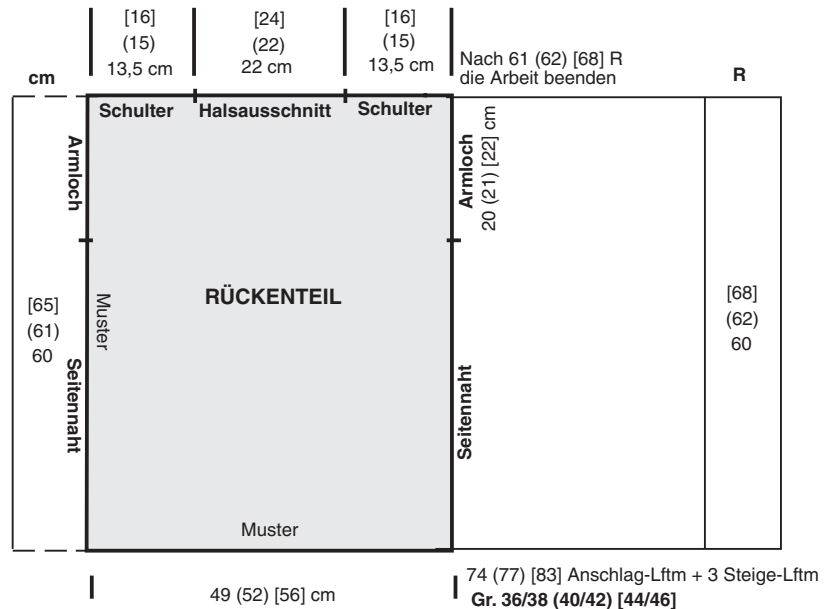 [16] [24] [16]
(15) (22) (15)
13,5 cm 22 cm 13,5 cm
Nach 61 (62) [68] R
die Arbeit beenden
cm
R
Schulter Halsausschnitt Schulter
Armloch
Armloch
20 (21) [22] cm
RÜCKENTEIL
Muster
[65]
(61)
60
[68]
(62)
60
Seitennaht
Seitennaht
Muster
49 (52) [56] cm
74 (77) [83] Anschlag-Lftm + 3 Steige-Lftm
Gr. 36/38 (40/42) [44/46]